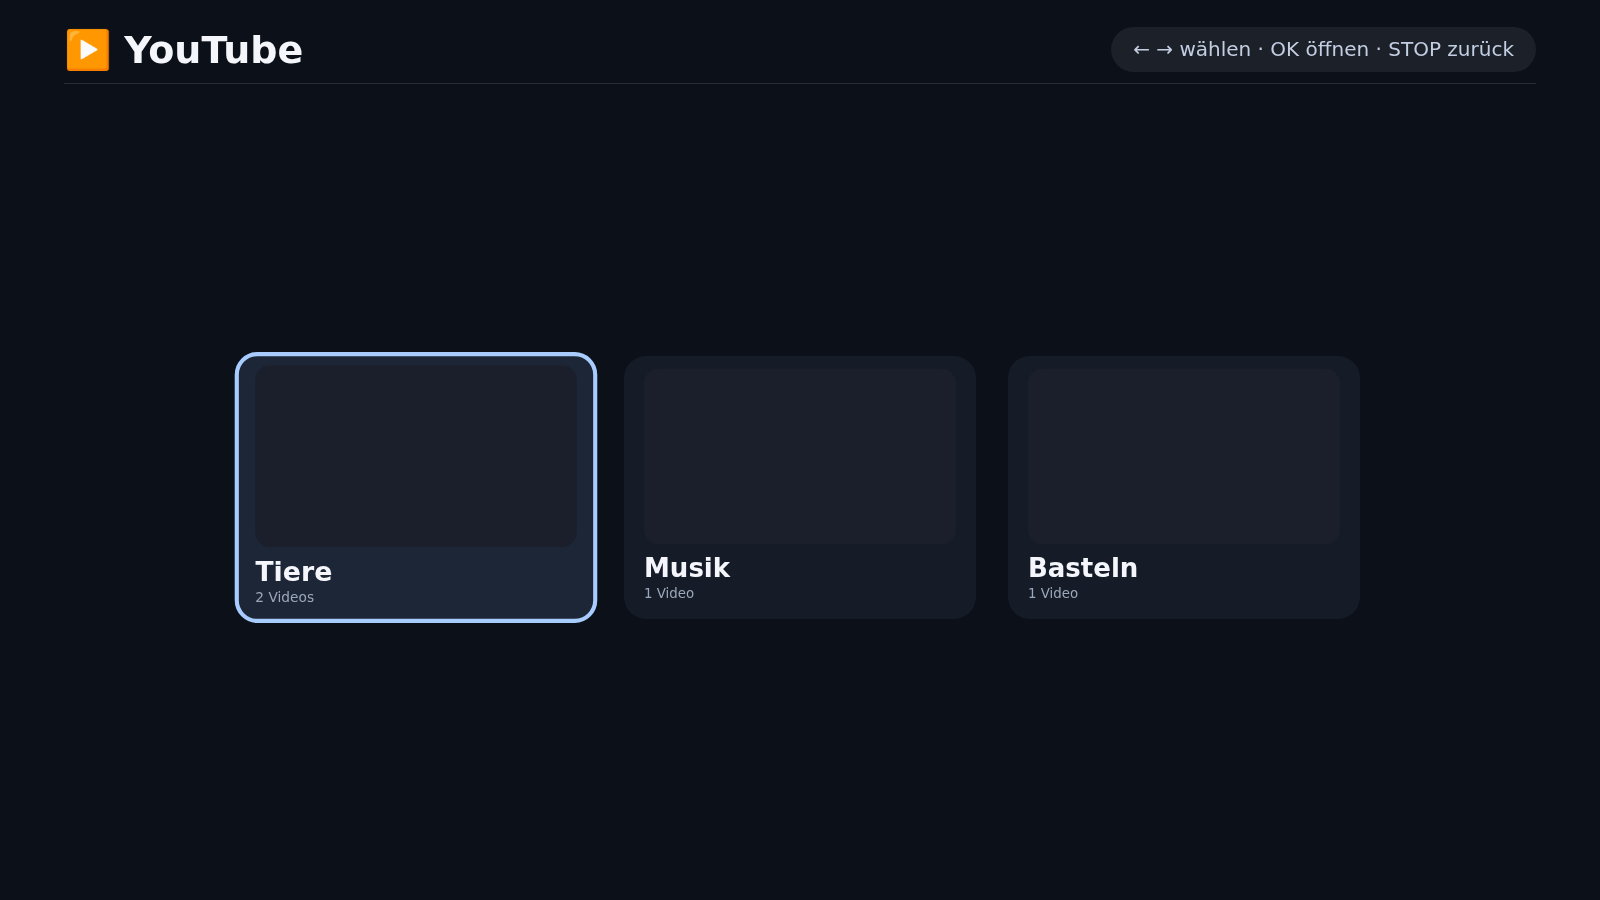 YouTube
← → wählen · OK öffnen · STOP zurück
Tiere
2 Videos
Musik
1 Video
Basteln
1 Video